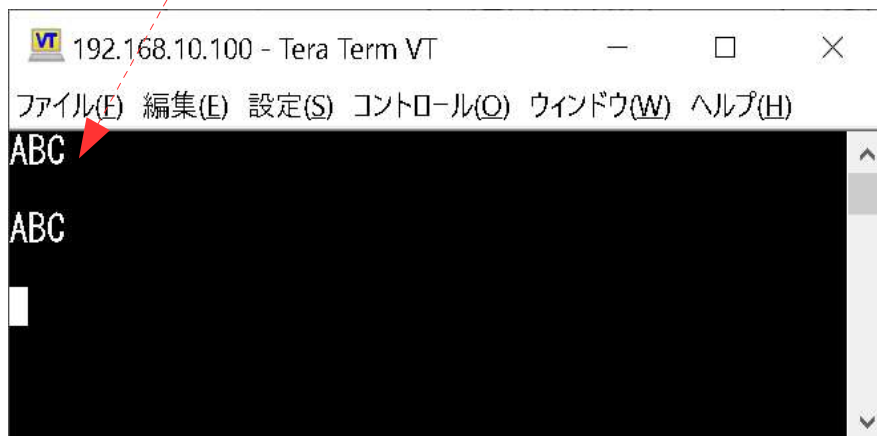 VT 192.168.10.100 - Tera Term VT
ファイル(F) 編集(E) 設定(S) コントロール(O) ウィンドウ(W) ヘルプ(H)
ABC
ABC